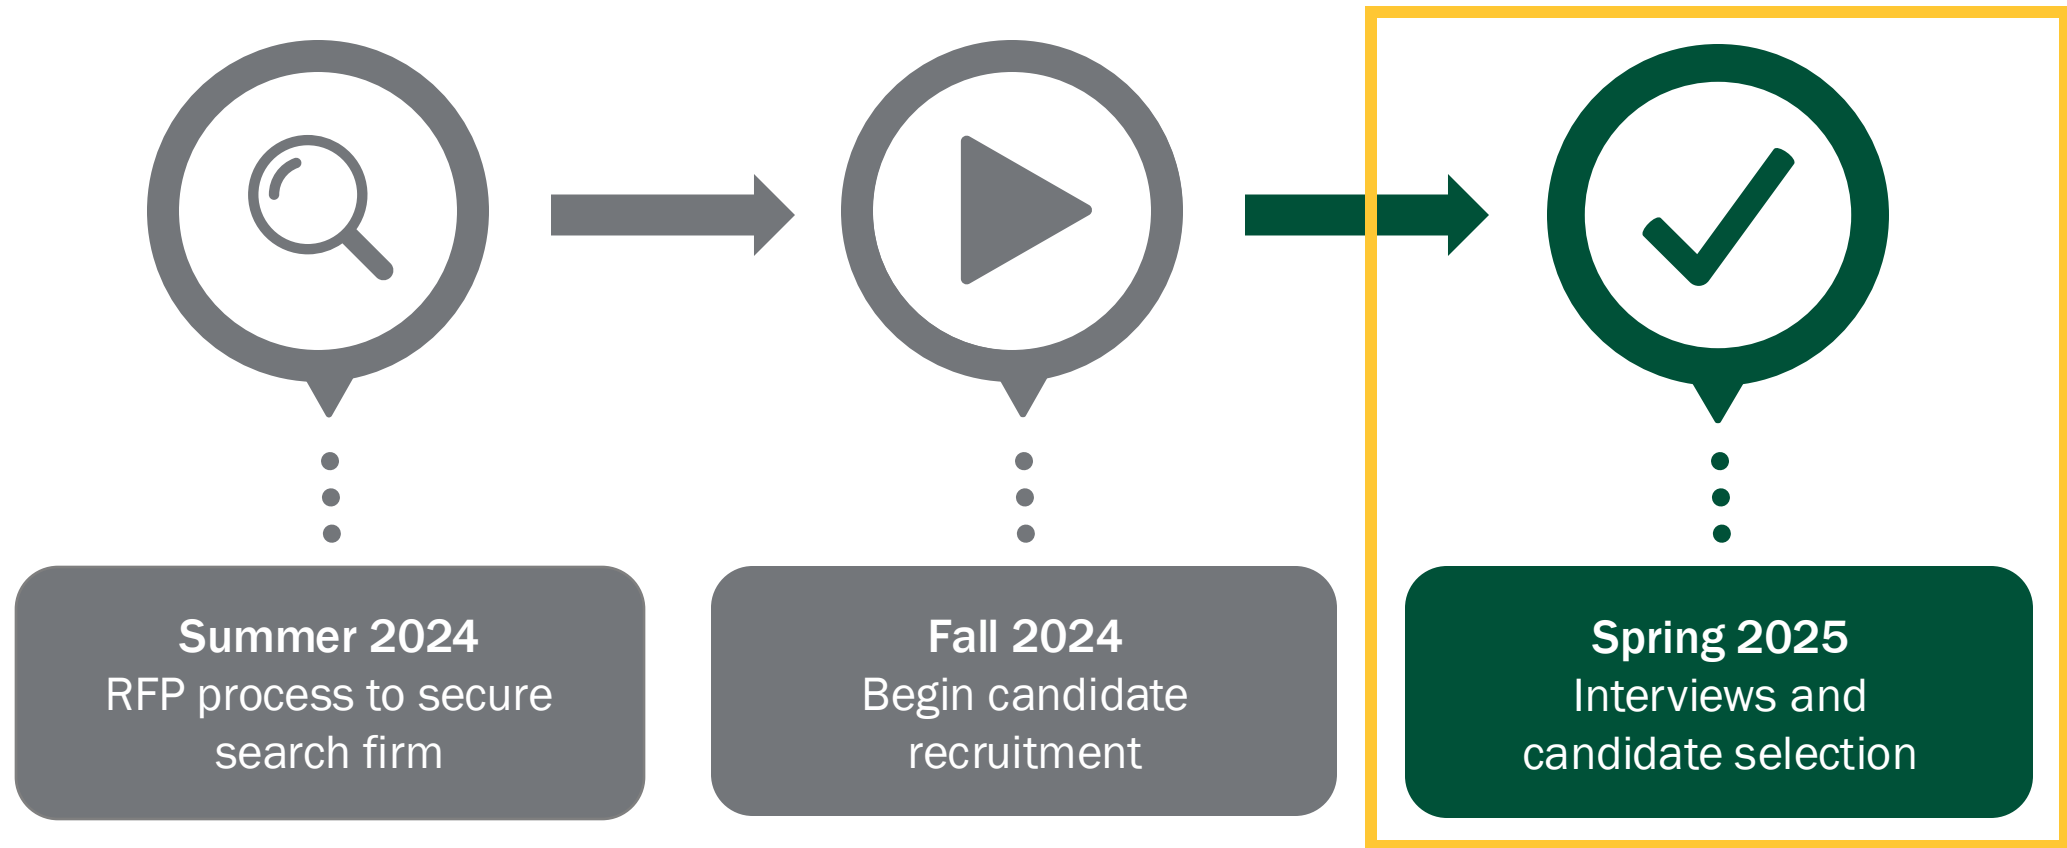 Summer 2024
RFP process to secure
search firm
Fall 2024
Begin candidate
recruitment
Spring 2025
Interviews and
candidate selection